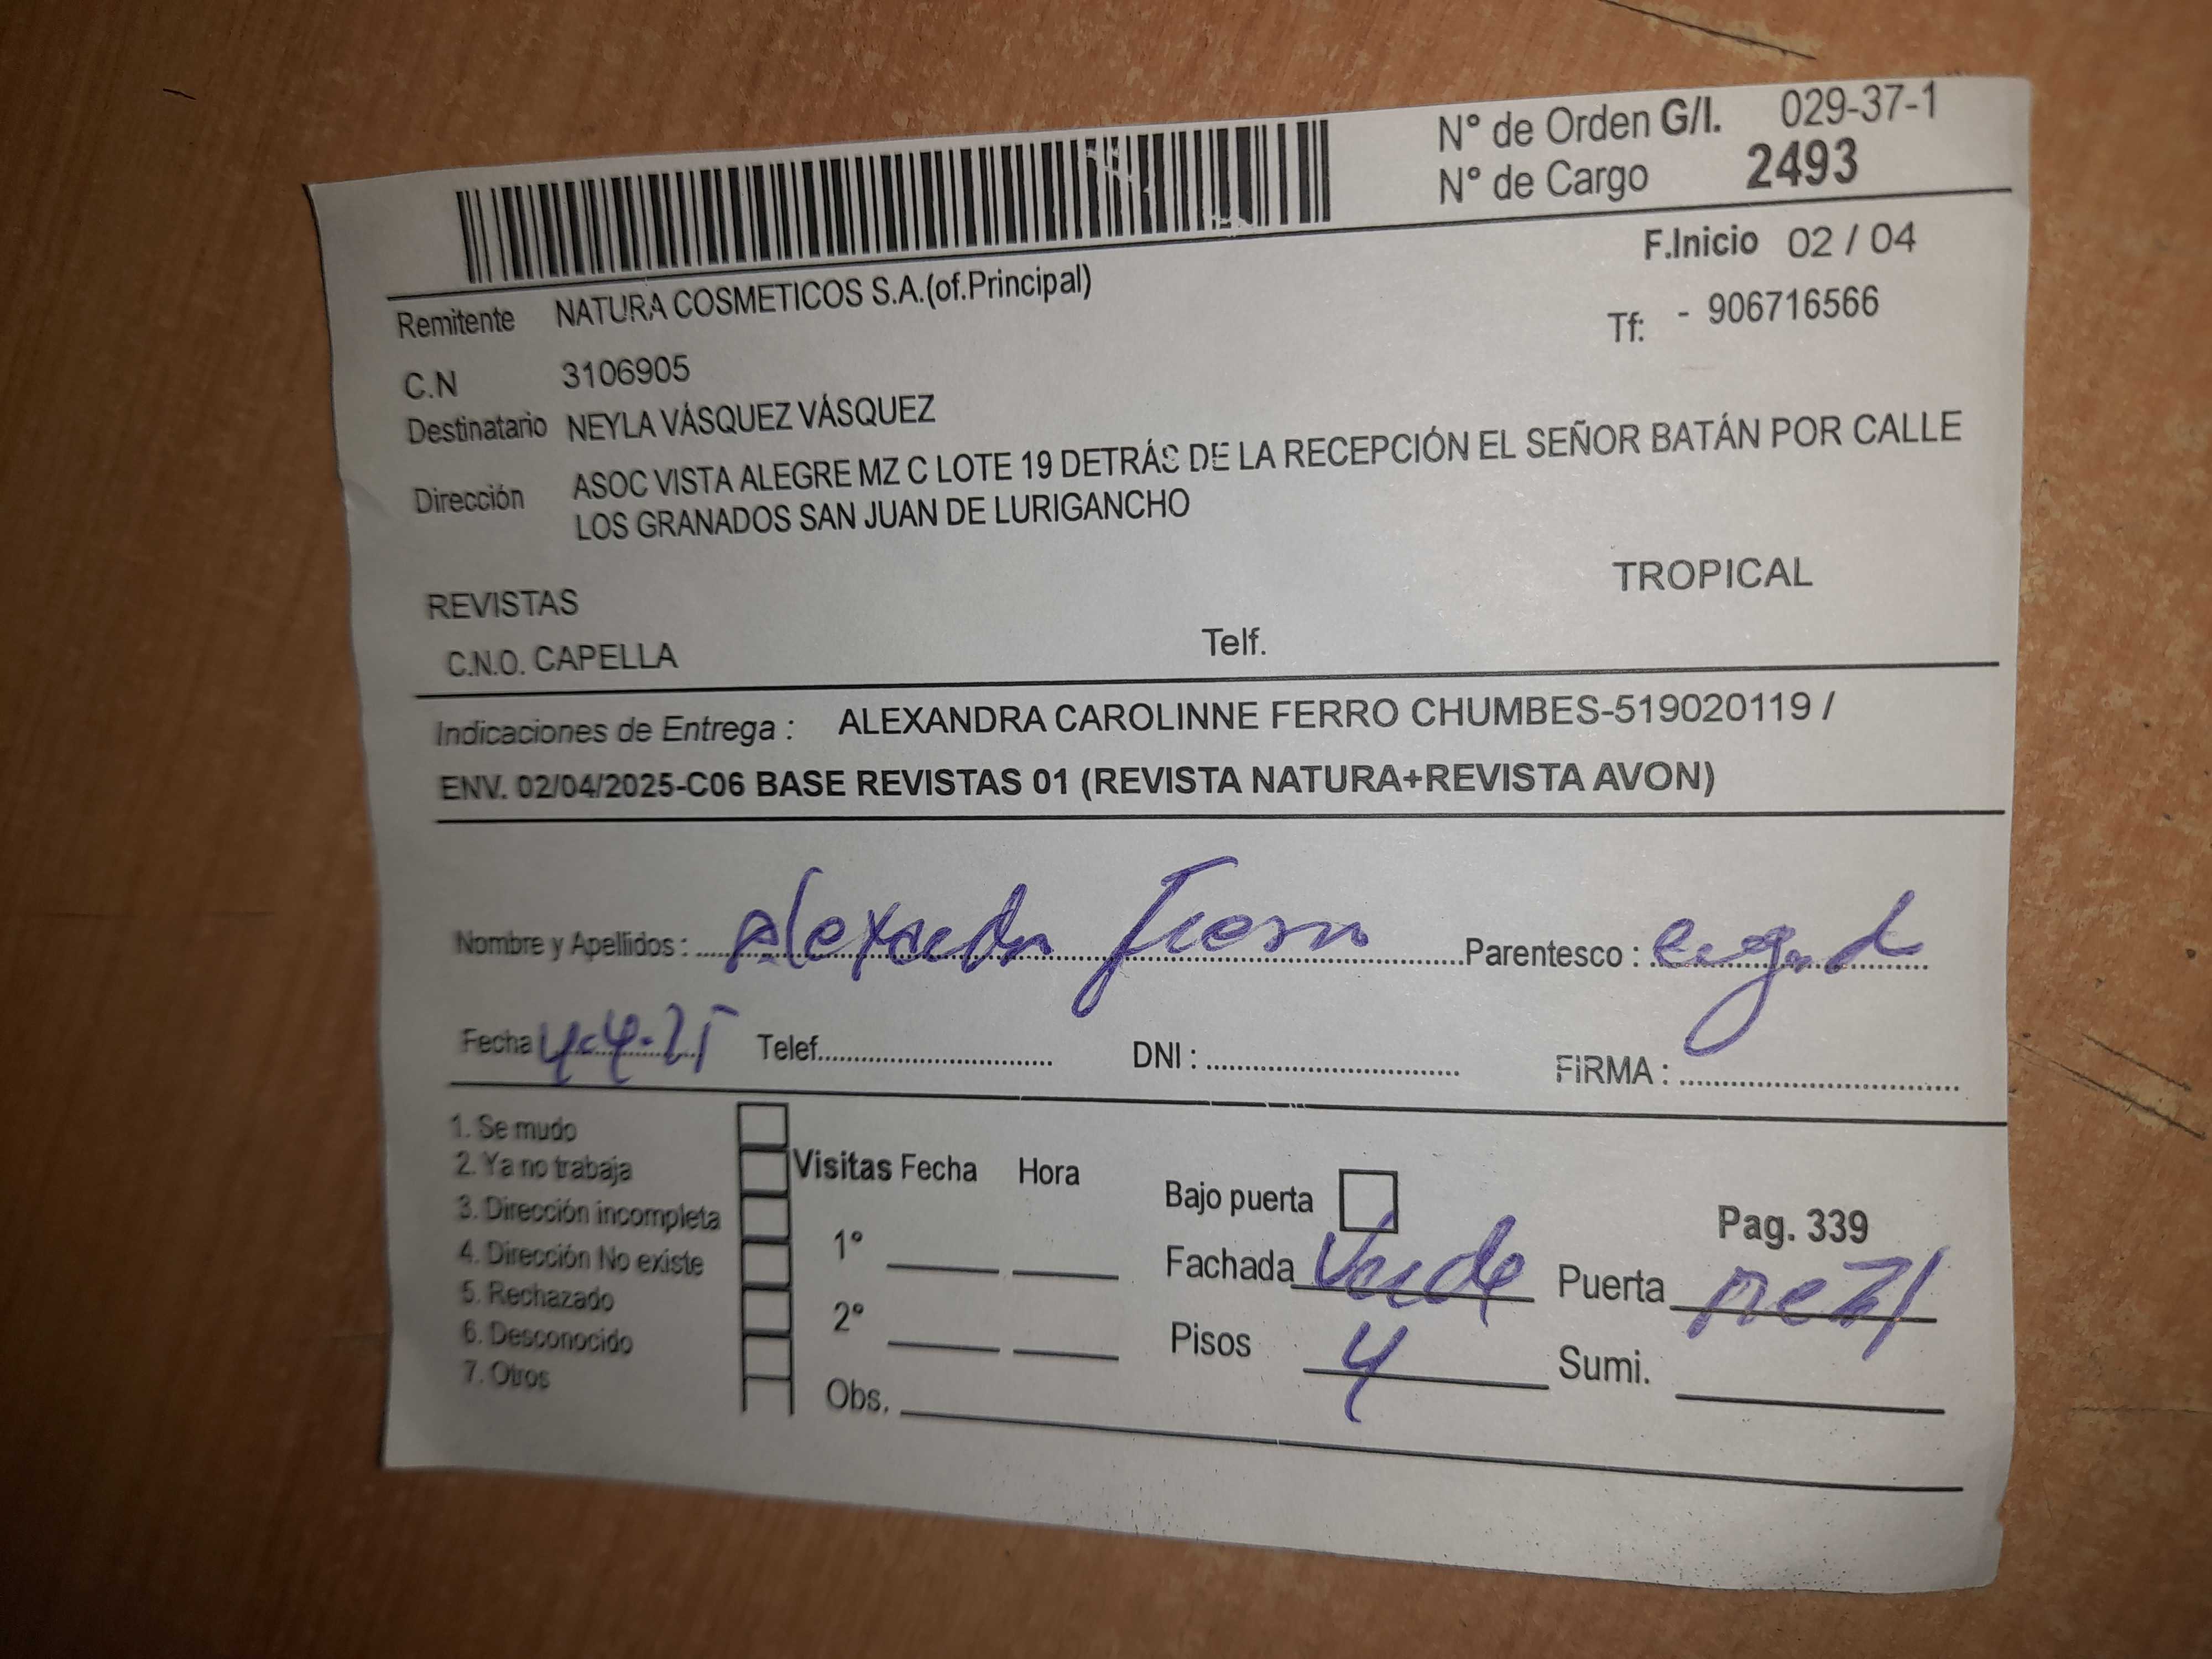 N° de Orden G/I. 029-37-1
N° de Cargo 2493
F.Inicio 02 / 04
Remitente NATURA COSMETICOS S.A.(of.Principal)
Tf: - 906716566
C.N 3106905
Destinatario NEYLA VÁSQUEZ VÁSQUEZ
Dirección ASOC VISTA ALEGRE MZ C LOTE 19 DETRÁS DE LA RECEPCIÓN EL SEÑOR BATÁN POR CALLE
LOS GRANADOS SAN JUAN DE LURIGANCHO
REVISTAS TROPICAL
C.N.O. CAPELLA Telf.
Indicaciones de Entrega : ALEXANDRA CAROLINNE FERRO CHUMBES-519020119 /
ENV. 02/04/2025-C06 BASE REVISTAS 01 (REVISTA NATURA+REVISTA AVON)
Nombre y Apellidos : Alexandra Parentesco :
Fecha 4-4-25 Telef. DNI : FIRMA :
1. Se mudo
2. Ya no trabaja
3. Dirección incompleta
4. Dirección No existe
5. Rechazado
6. Desconocido
7. Otros
Visitas Fecha Hora
1°
2°
Obs.
Bajo puerta
Pag. 339
Fachada Verde Puerta
Pisos 4 Sumi.